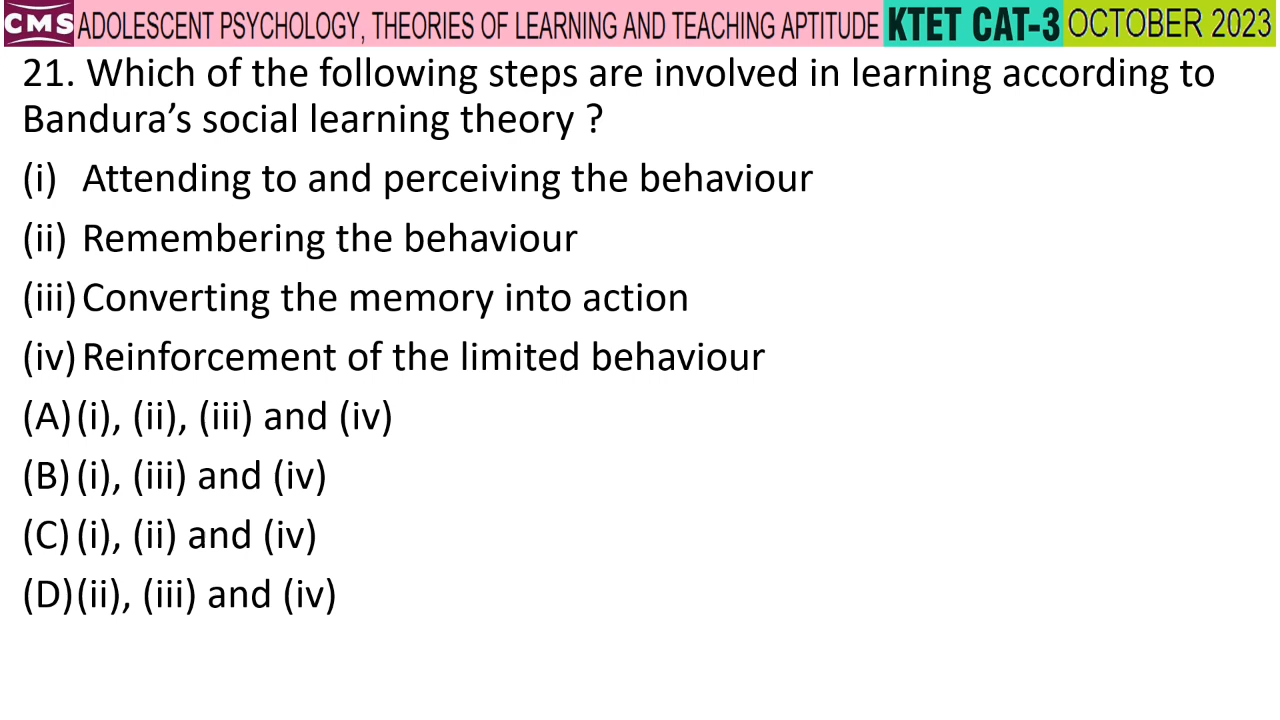 CMS ADOLESCENT PSYCHOLOGY, THEORIES OF LEARNING AND TEACHING APTITUDE KTET CAT-3 OCTOBER 2023
21. Which of the following steps are involved in learning according to
Bandura’s social learning theory ?
(i) Attending to and perceiving the behaviour
(ii) Remembering the behaviour
(iii) Converting the memory into action
(iv) Reinforcement of the limited behaviour
(A) (i), (ii), (iii) and (iv)
(B) (i), (iii) and (iv)
(C) (i), (ii) and (iv)
(D) (ii), (iii) and (iv)